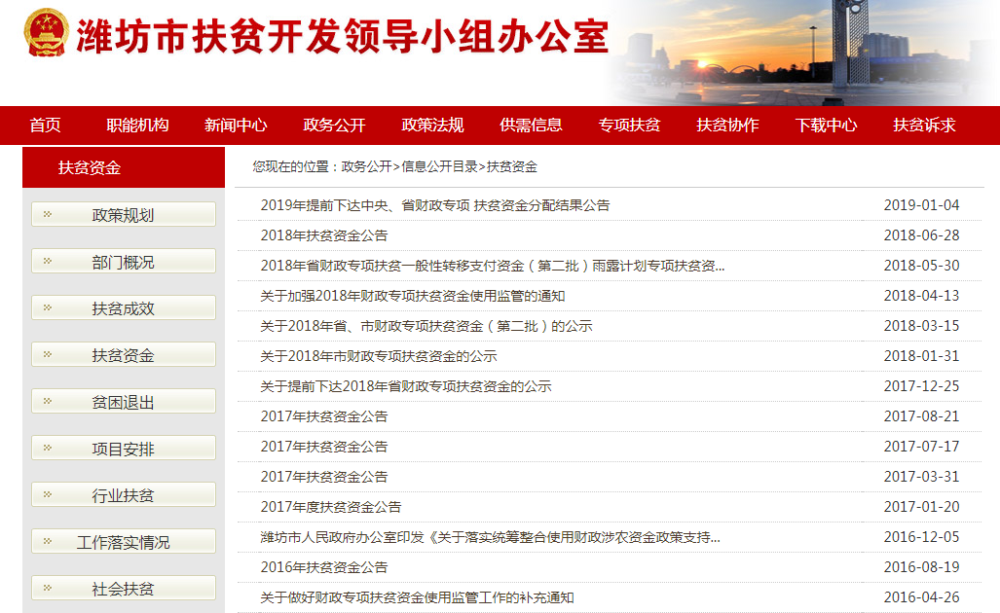 潍坊市扶贫开发领导小组办公室
首页 职能机构 新闻中心 政务公开 政策法规 供需信息 专项扶贫 扶贫协作 下载中心 扶贫诉求
扶贫资金
政策规划
部门概况
扶贫成效
扶贫资金
贫困退出
项目安排
行业扶贫
工作落实情况
社会扶贫
您现在的位置：政务公开>信息公开目录>扶贫资金
2019年提前下达中央、省财政专项 扶贫资金分配结果公告 2019-01-04
2018年扶贫资金公告 2018-06-28
2018年省财政专项扶贫一般性转移支付资金（第二批）雨露计划专项扶贫资... 2018-05-30
关于加强2018年财政专项扶贫资金使用监管的通知 2018-04-13
关于2018年省、市财政专项扶贫资金（第二批）的公示 2018-03-15
关于2018年市财政专项扶贫资金的公示 2018-01-31
关于提前下达2018年省财政专项扶贫资金的公示 2017-12-25
2017年扶贫资金公告 2017-08-21
2017年扶贫资金公告 2017-07-17
2017年扶贫资金公告 2017-03-31
2017年度扶贫资金公告 2017-01-20
潍坊市人民政府办公室印发《关于落实统筹整合使用财政涉农资金政策支持... 2016-12-05
2016年扶贫资金公告 2016-08-19
关于做好财政专项扶贫资金使用监管工作的补充通知 2016-04-26